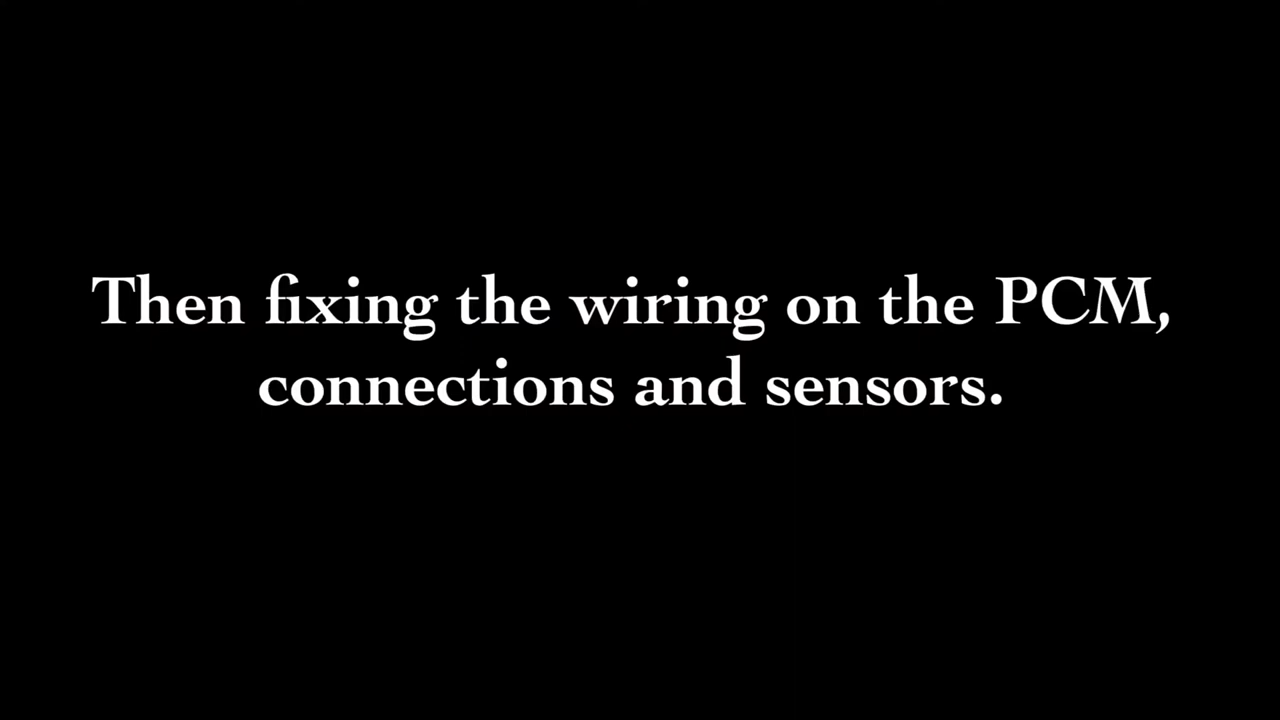 Then fixing the wiring on the PCM,
connections and sensors.